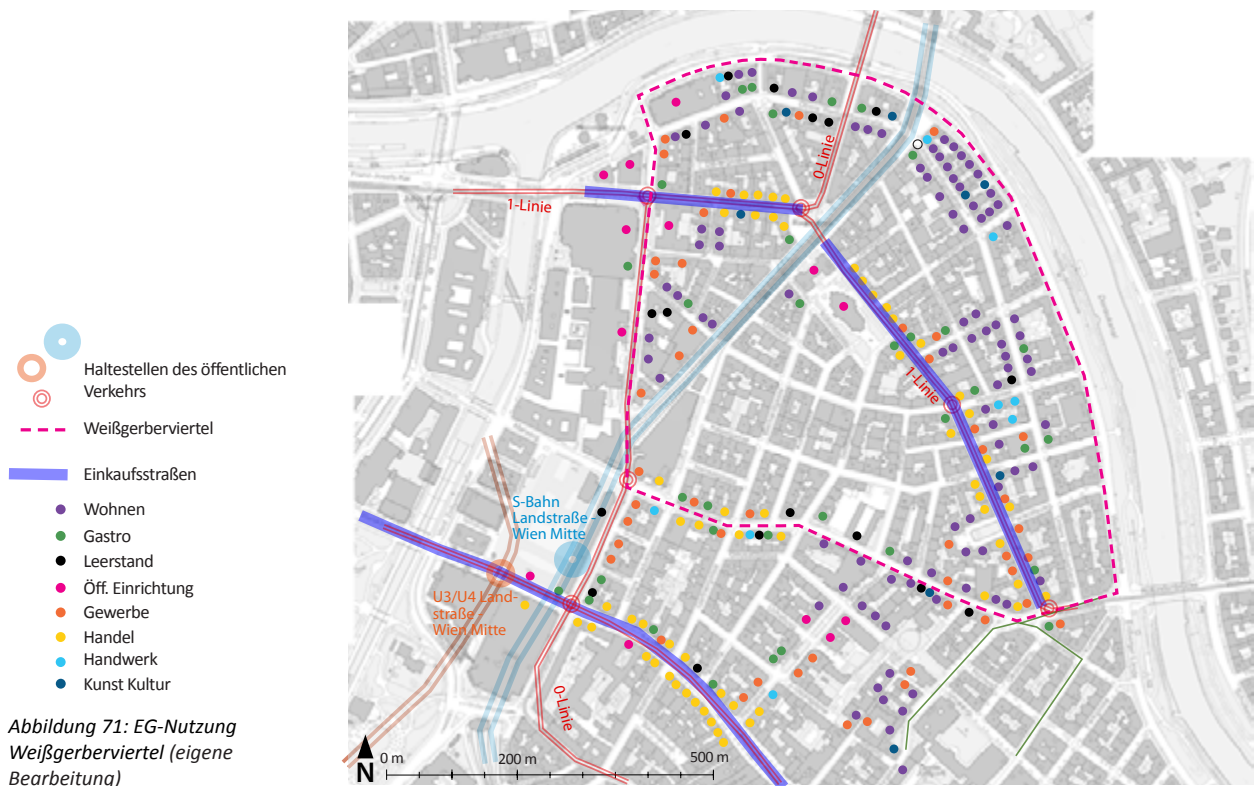 Haltestellen des öffentlichen
Verkehrs
Weißgerberviertel
Einkaufsstraßen
Wohnen
Gastro
Leerstand
Öff. Einrichtung
Gewerbe
Handel
Handwerk
Kunst Kultur
Abbildung 71: EG-Nutzung
Weißgerberviertel (eigene
Bearbeitung)
1-Linie
0-Linie
1-Linie
S-Bahn
Landstraße -
Wien Mitte
U3/U4 Land-
straße -
Wien Mitte
0-Linie
N
0 m
200 m
500 m